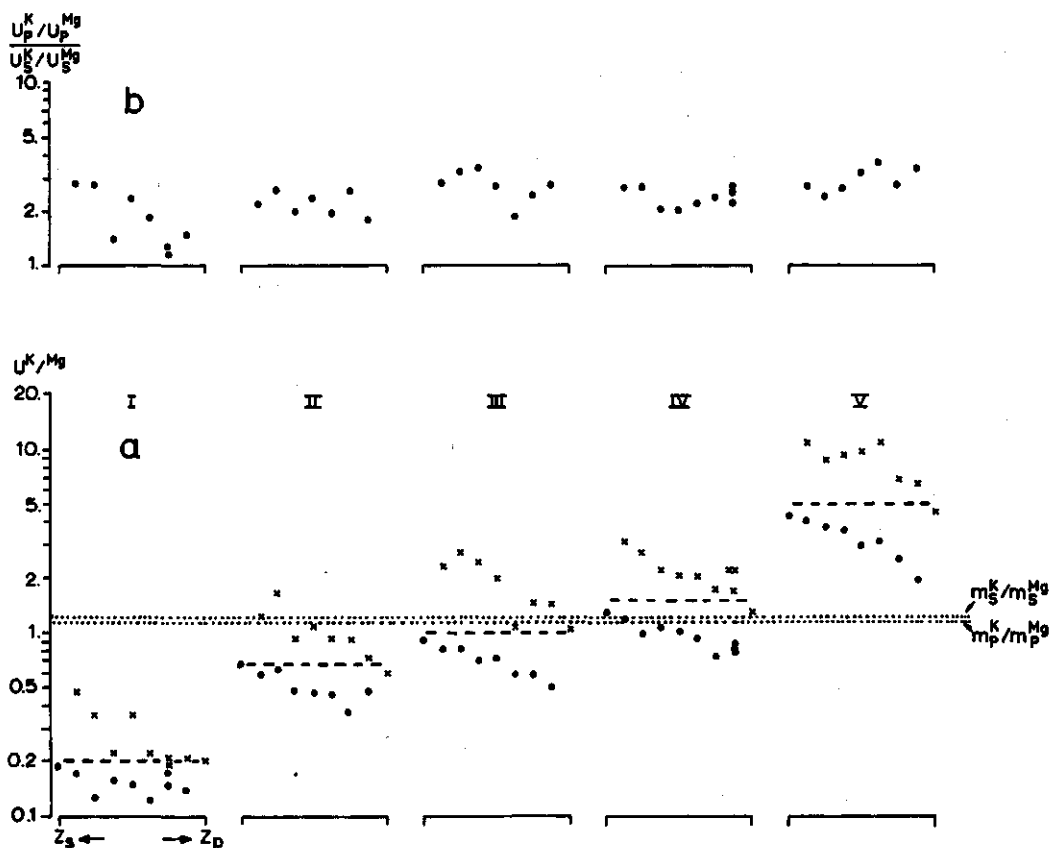 U_P^K/U_P^Mg
U_S^K/U_S^Mg
10.
5.
2.
1.
b
U^K/Mg
20.
10.
5.
2.
1.
0.5
0.2
0.1
a
I II III IV V
m_S^K/m_S^Mg
m_P^K/m_P^Mg
Z_s ← → Z_p